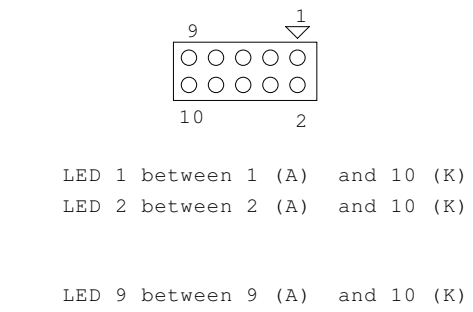 1
9
10
2
LED 1 between 1 (A) and 10 (K)
LED 2 between 2 (A) and 10 (K)
LED 9 between 9 (A) and 10 (K)